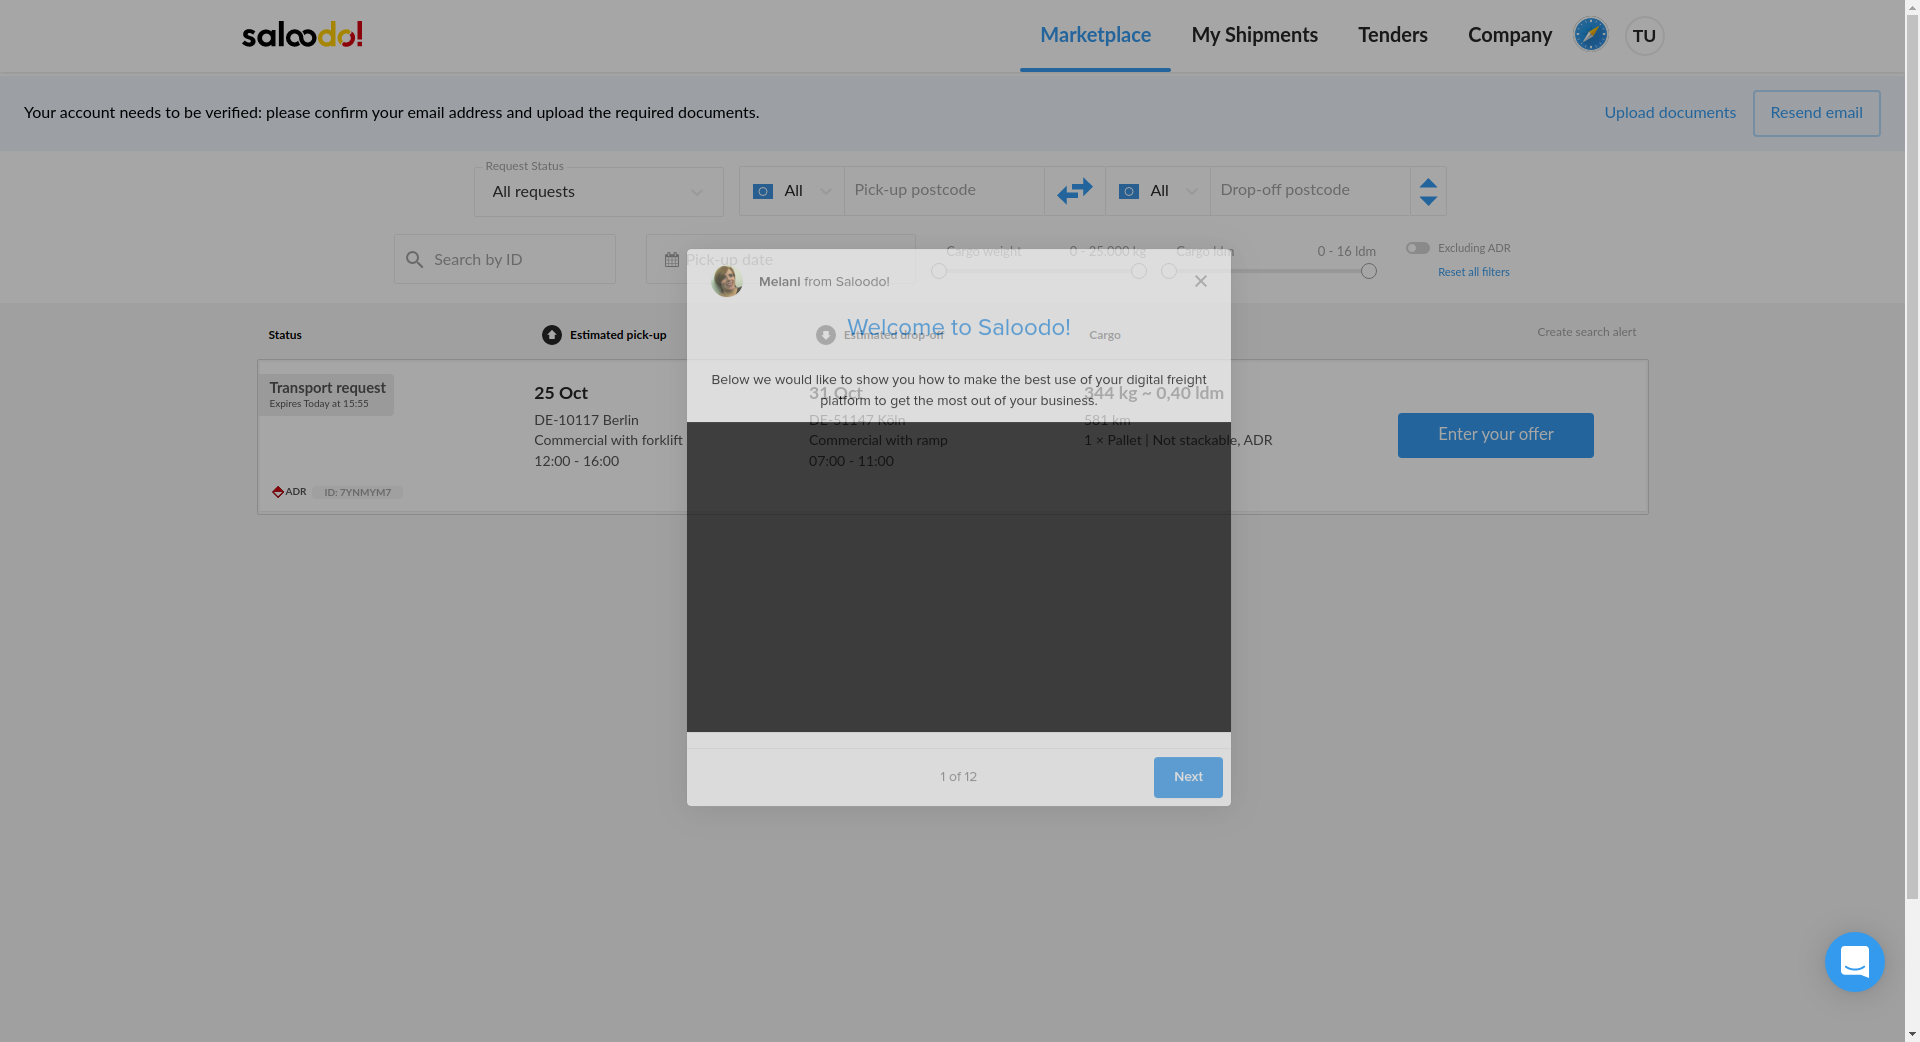 saloodo!
Marketplace
My Shipments
Tenders
Company
TU
Your account needs to be verified: please confirm your email address and upload the required documents.
Upload documents
Resend email
Request Status
All requests
All
Pick-up postcode
All
Drop-off postcode
Search by ID
Pick-up date
Cargo weight
0 - 25.000 kg
Cargo ldm
0 - 16 ldm
Excluding ADR
Reset all filters
Melani from Saloodo!
Welcome to Saloodo!
Below we would like to show you how to make the best use of your digital freight
platform to get the most out of your business.
1 of 12
Next
Status
Estimated pick-up
Estimated drop-off
Cargo
Create search alert
Transport request
Expires Today at 15:55
ADR
ID: 7YNMYM7
25 Oct
DE-10117 Berlin
Commercial with forklift
12:00 - 16:00
31 Oct
DE-51147 Köln
Commercial with ramp
07:00 - 11:00
344 kg ~ 0,40 ldm
581 km
1 × Pallet | Not stackable, ADR
Enter your offer